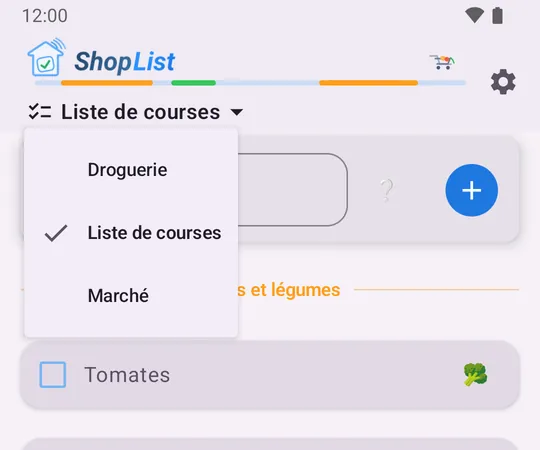 12:00
ShopList
Liste de courses
Droguerie
Liste de courses
Marché
s et légumes
Tomates